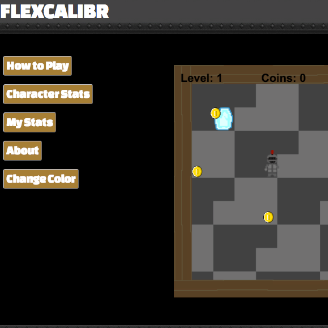 FLEXCALIBR
How to Play
Character Stats
My Stats
About
Change Color
Level: 1 Coins: 0